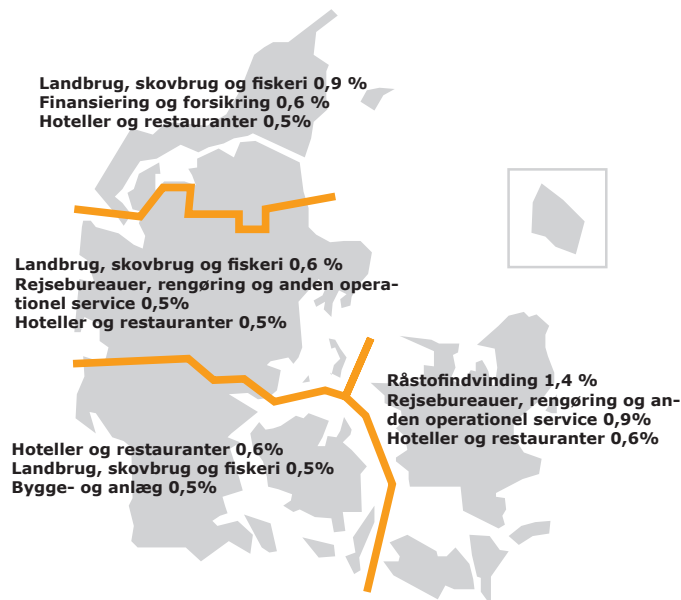 Landbrug, skovbrug og fiskeri 0,9 %
Finansiering og forsikring 0,6 %
Hoteller og restauranter 0,5%
Landbrug, skovbrug og fiskeri 0,6 %
Rejsebureauer, rengøring og anden opera-
tionel service 0,5%
Hoteller og restauranter 0,5%
Råstofindvinding 1,4 %
Rejsebureauer, rengøring og an-
den operationel service 0,9%
Hoteller og restauranter 0,6%
Hoteller og restauranter 0,6%
Landbrug, skovbrug og fiskeri 0,5%
Bygge- og anlæg 0,5%